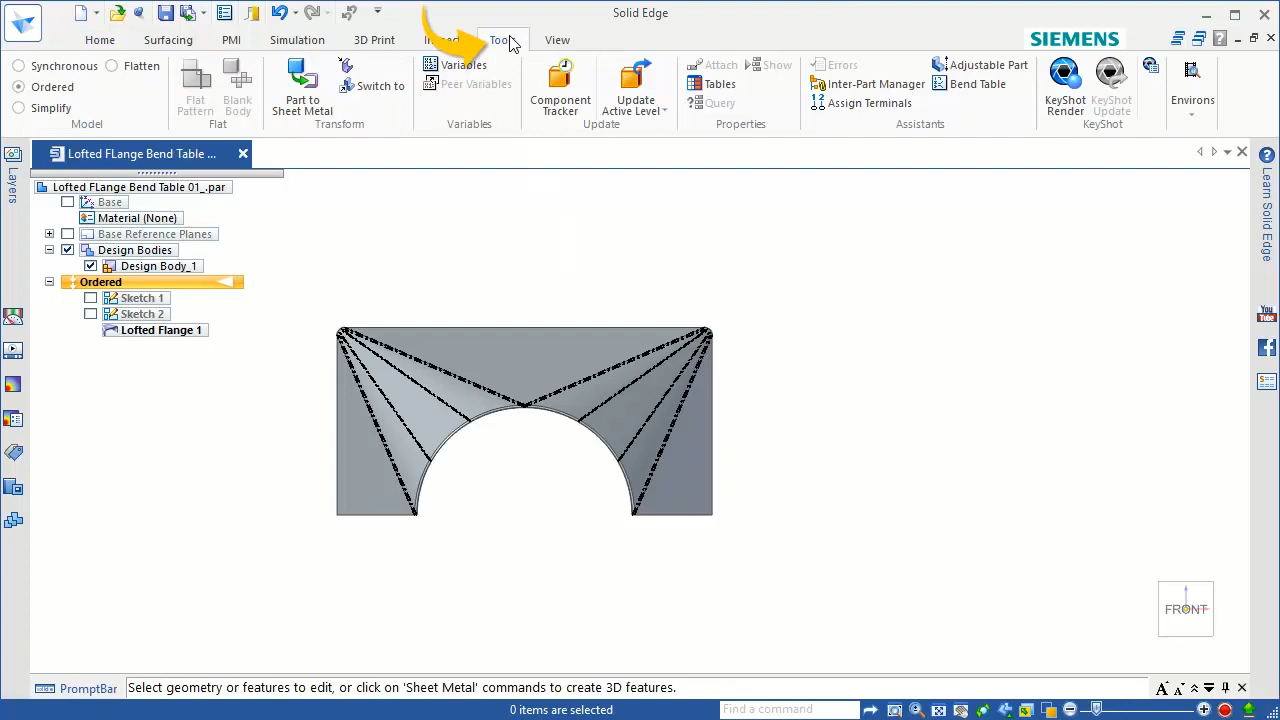 Solid Edge
Home
Surfacing
PMI
Simulation
3D Print
View
SIEMENS
Synchronous
Flatten
Ordered
Simplify
Model
Flat Pattern
Blank Body
Flat
Part to Sheet Metal
Switch to
Transform
Variables
Peer Variables
Variables
Component Tracker
Update Active Level
Update
Attach
Show
Tables
Query
Properties
Errors
Inter-Part Manager
Assign Terminals
Adjustable Part
Bend Table
Assistants
KeyShot Render
KeyShot Update
KeyShot
Environs
Lofted FLange Bend Table ...
Layers
Learn Solid Edge
Lofted FLange Bend Table 01_.par
Base
Material (None)
Base Reference Planes
Design Bodies
Design Body_1
Ordered
Sketch 1
Sketch 2
Lofted Flange 1
You Tube
FRONT
PromptBar
Select geometry or features to edit, or click on 'Sheet Metal' commands to create 3D features.
0 items are selected
Find a command